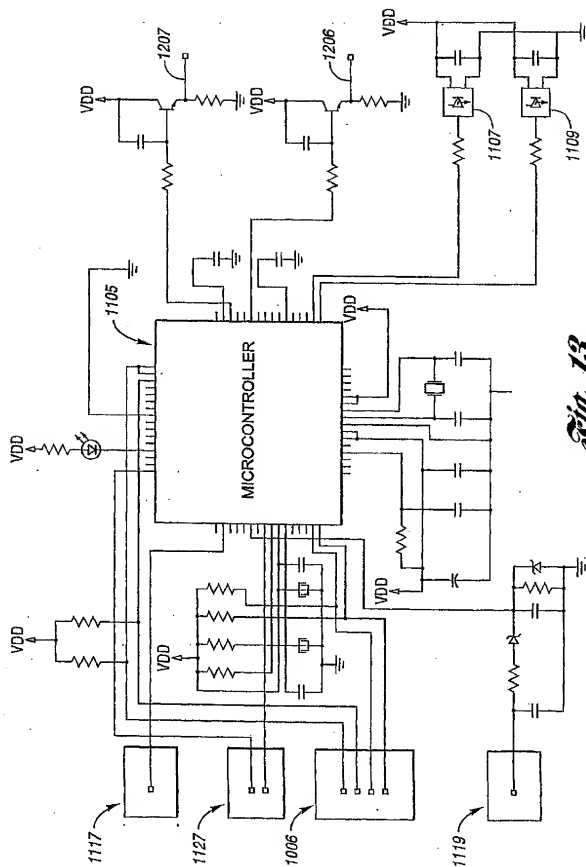 VDD
1207
VDD
1206
VDD
1107
1109
1105
VDD
MICROCONTROLLER
VDD
VDD
VDD
VDD
1117
1127
1006
1119
Fig. 13